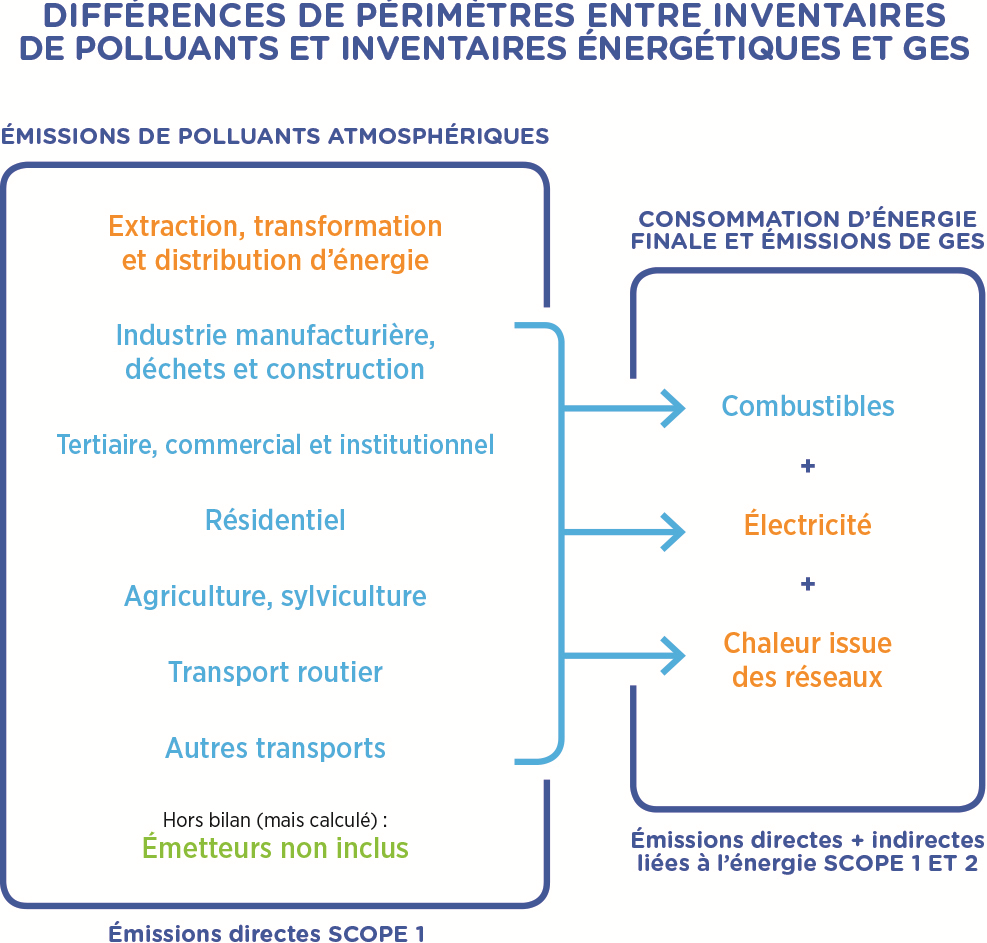 DIFFÉRENCES DE PÉRIMÈTRES ENTRE INVENTAIRES
DE POLLUANTS ET INVENTAIRES ÉNERGÉTIQUES ET GES
ÉMISSIONS DE POLLUANTS ATMOSPHÉRIQUES
Extraction, transformation
et distribution d’énergie
Industrie manufacturière,
déchets et construction
Tertiaire, commercial et institutionnel
Résidentiel
Agriculture, sylviculture
Transport routier
Autres transports
Hors bilan (mais calculé) :
Émetteurs non inclus
Émissions directes SCOPE 1
CONSOMMATION D’ÉNERGIE
FINALE ET ÉMISSIONS DE GES
Combustibles
+
Électricité
+
Chaleur issue
des réseaux
Émissions directes + indirectes
liées à l’énergie SCOPE 1 ET 2